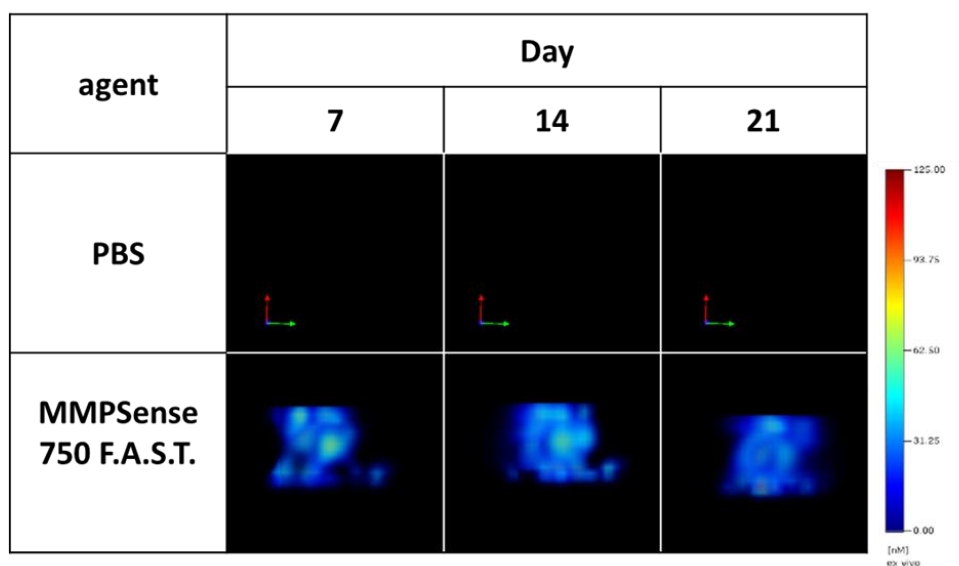 agent
Day
7
14
21
PBS
MMPSense
750 F.A.S.T.
125.00
93.75
62.50
31.25
0.00
[nM]
ex vivo